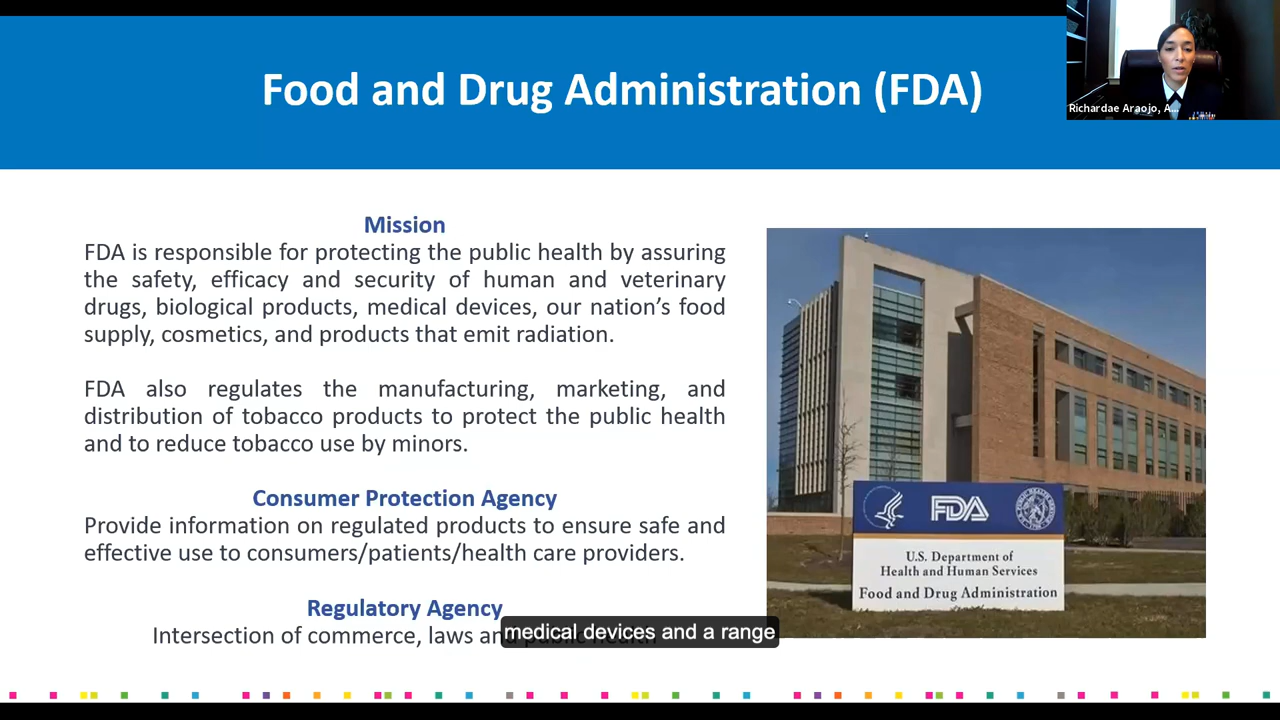 Food and Drug Administration (FDA)
Richardae Araojo, A...
Mission
FDA is responsible for protecting the public health by assuring
the safety, efficacy and security of human and veterinary
drugs, biological products, medical devices, our nation's food
supply, cosmetics, and products that emit radiation.
FDA also regulates the manufacturing, marketing, and
distribution of tobacco products to protect the public health
and to reduce tobacco use by minors.
Consumer Protection Agency
Provide information on regulated products to ensure safe and
effective use to consumers/patients/health care providers.
Regulatory Agency
Intersection of commerce, laws and public health
medical devices and a range
FDA
U.S. Department of
Health and Human Services
Food and Drug Administration